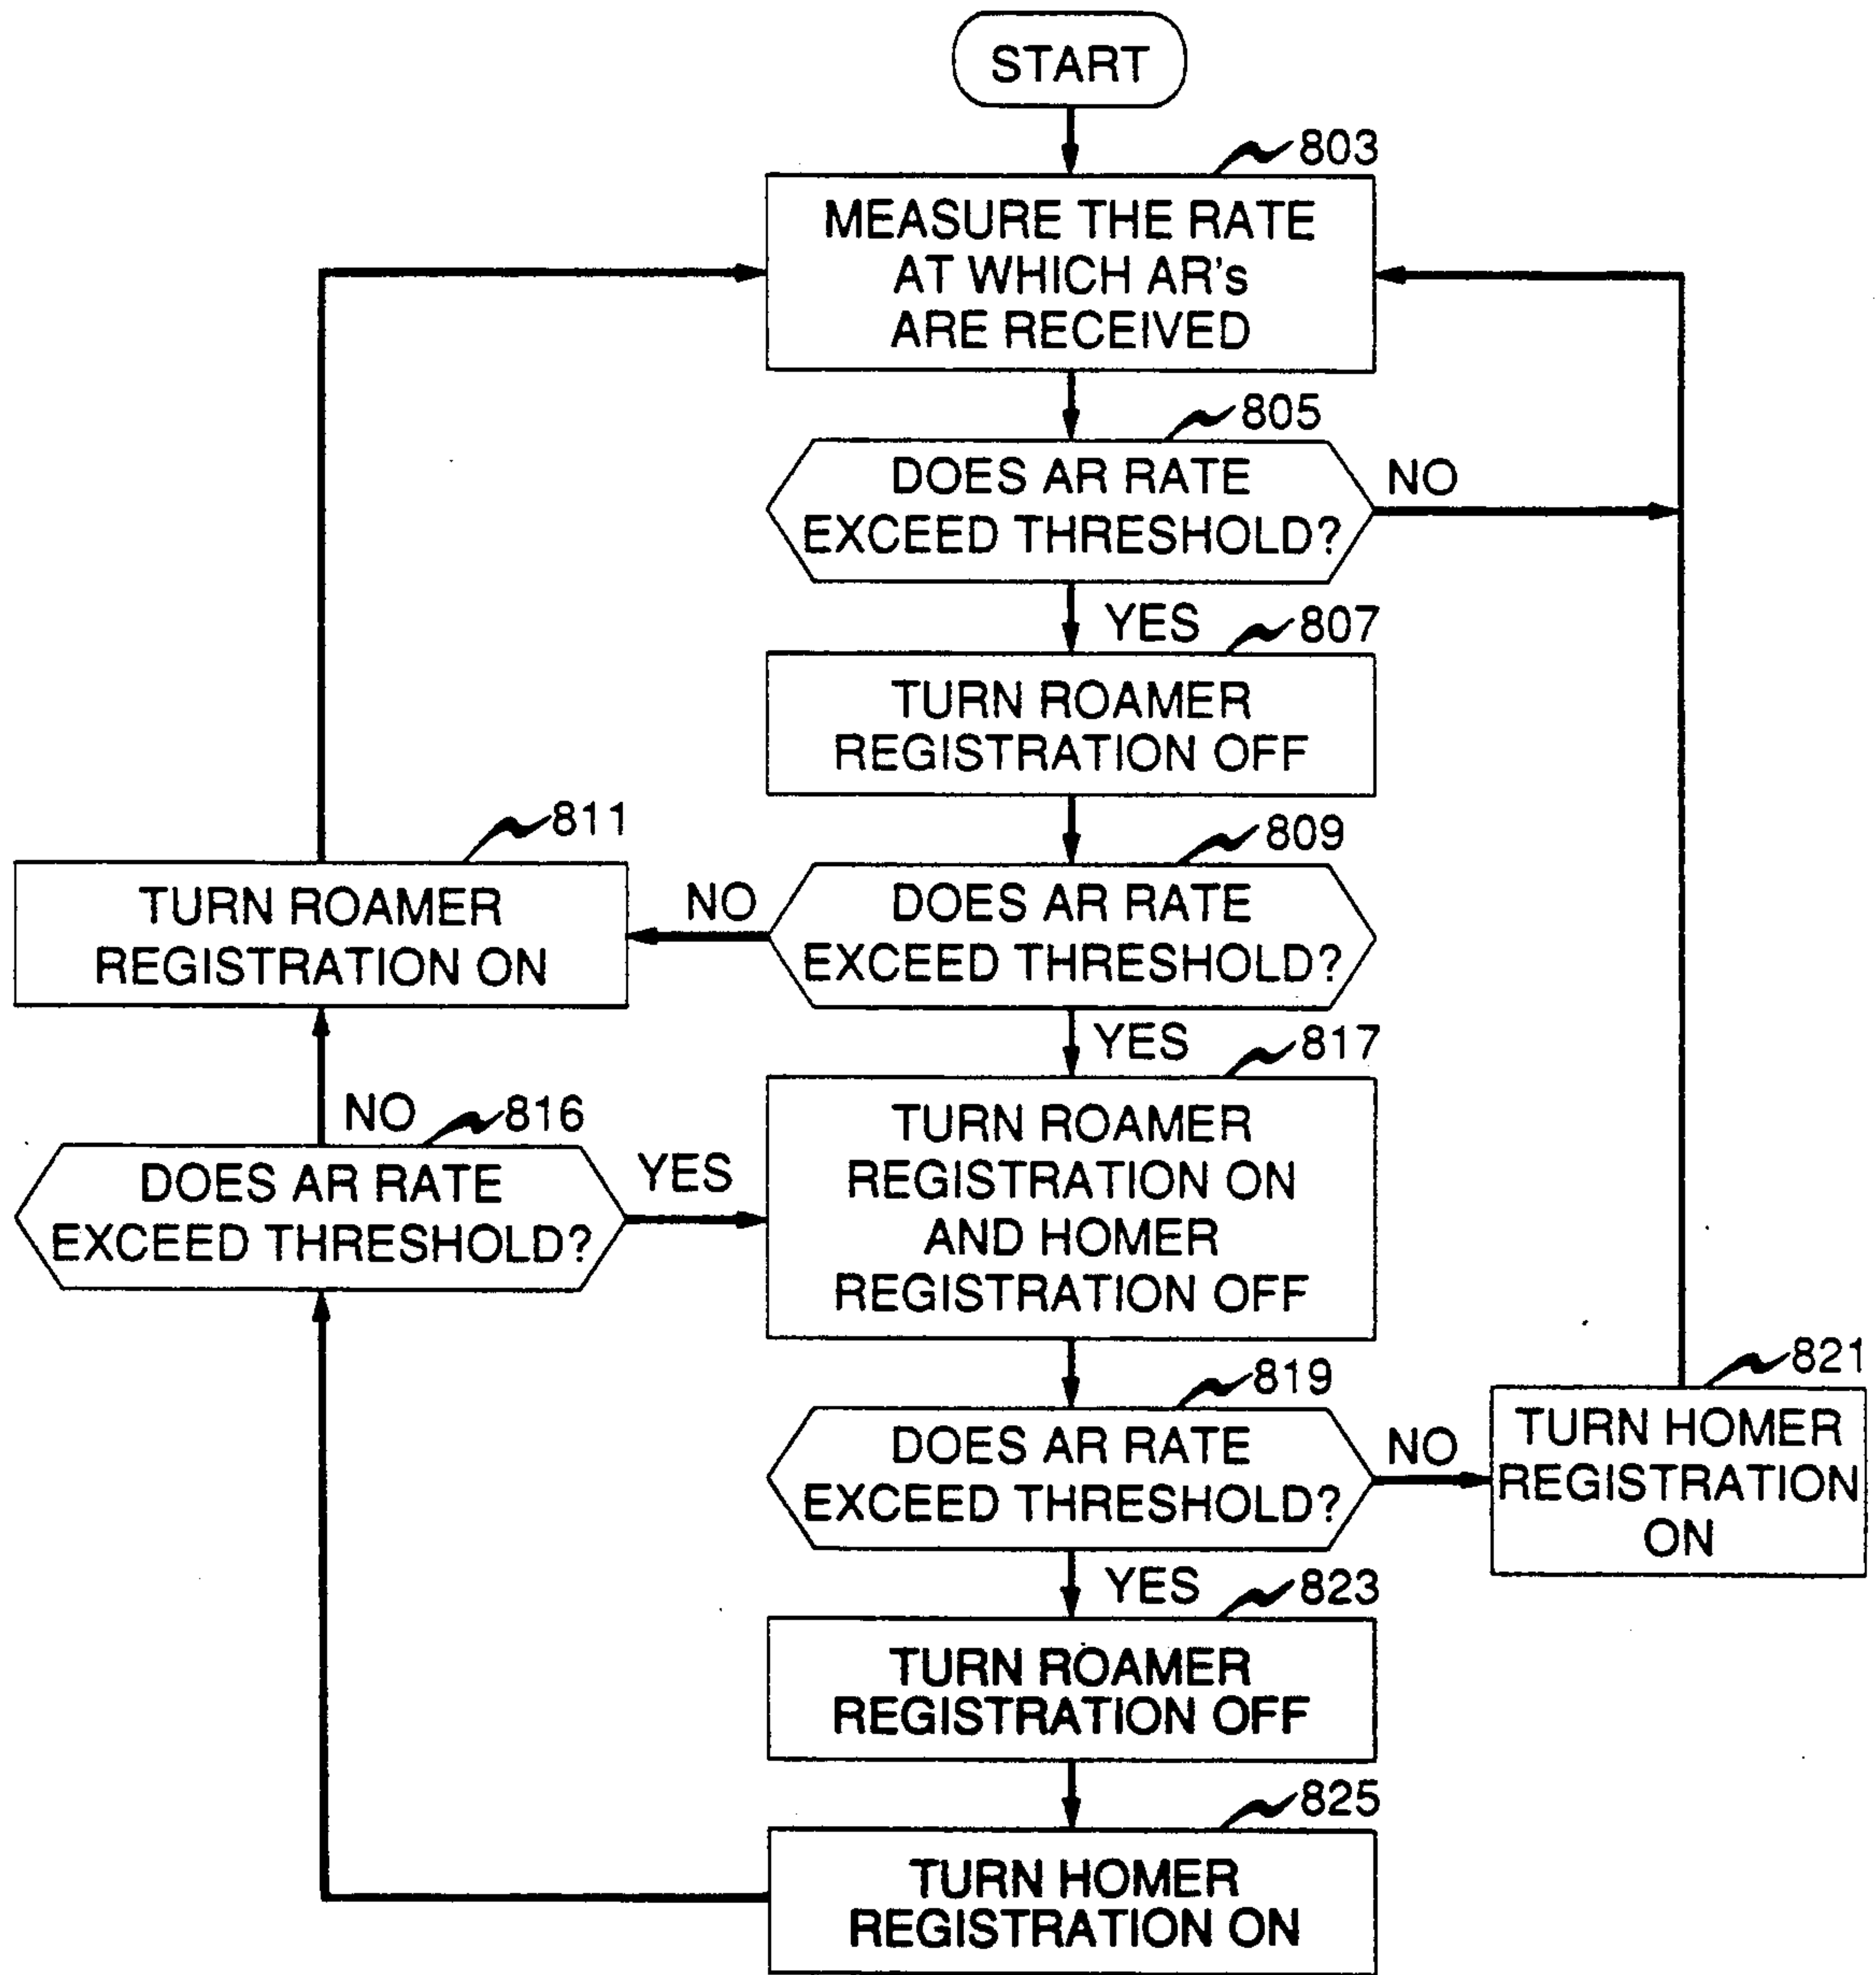 START
803
MEASURE THE RATE
AT WHICH AR's
ARE RECEIVED
805
DOES AR RATE
EXCEED THRESHOLD?
NO
YES
807
TURN ROAMER
REGISTRATION OFF
811
TURN ROAMER
REGISTRATION ON
NO
809
DOES AR RATE
EXCEED THRESHOLD?
YES
817
TURN ROAMER
REGISTRATION ON
AND HOMER
REGISTRATION OFF
NO
816
DOES AR RATE
EXCEED THRESHOLD?
YES
819
DOES AR RATE
EXCEED THRESHOLD?
NO
821
TURN HOMER
REGISTRATION
ON
YES
823
TURN ROAMER
REGISTRATION OFF
825
TURN HOMER
REGISTRATION ON